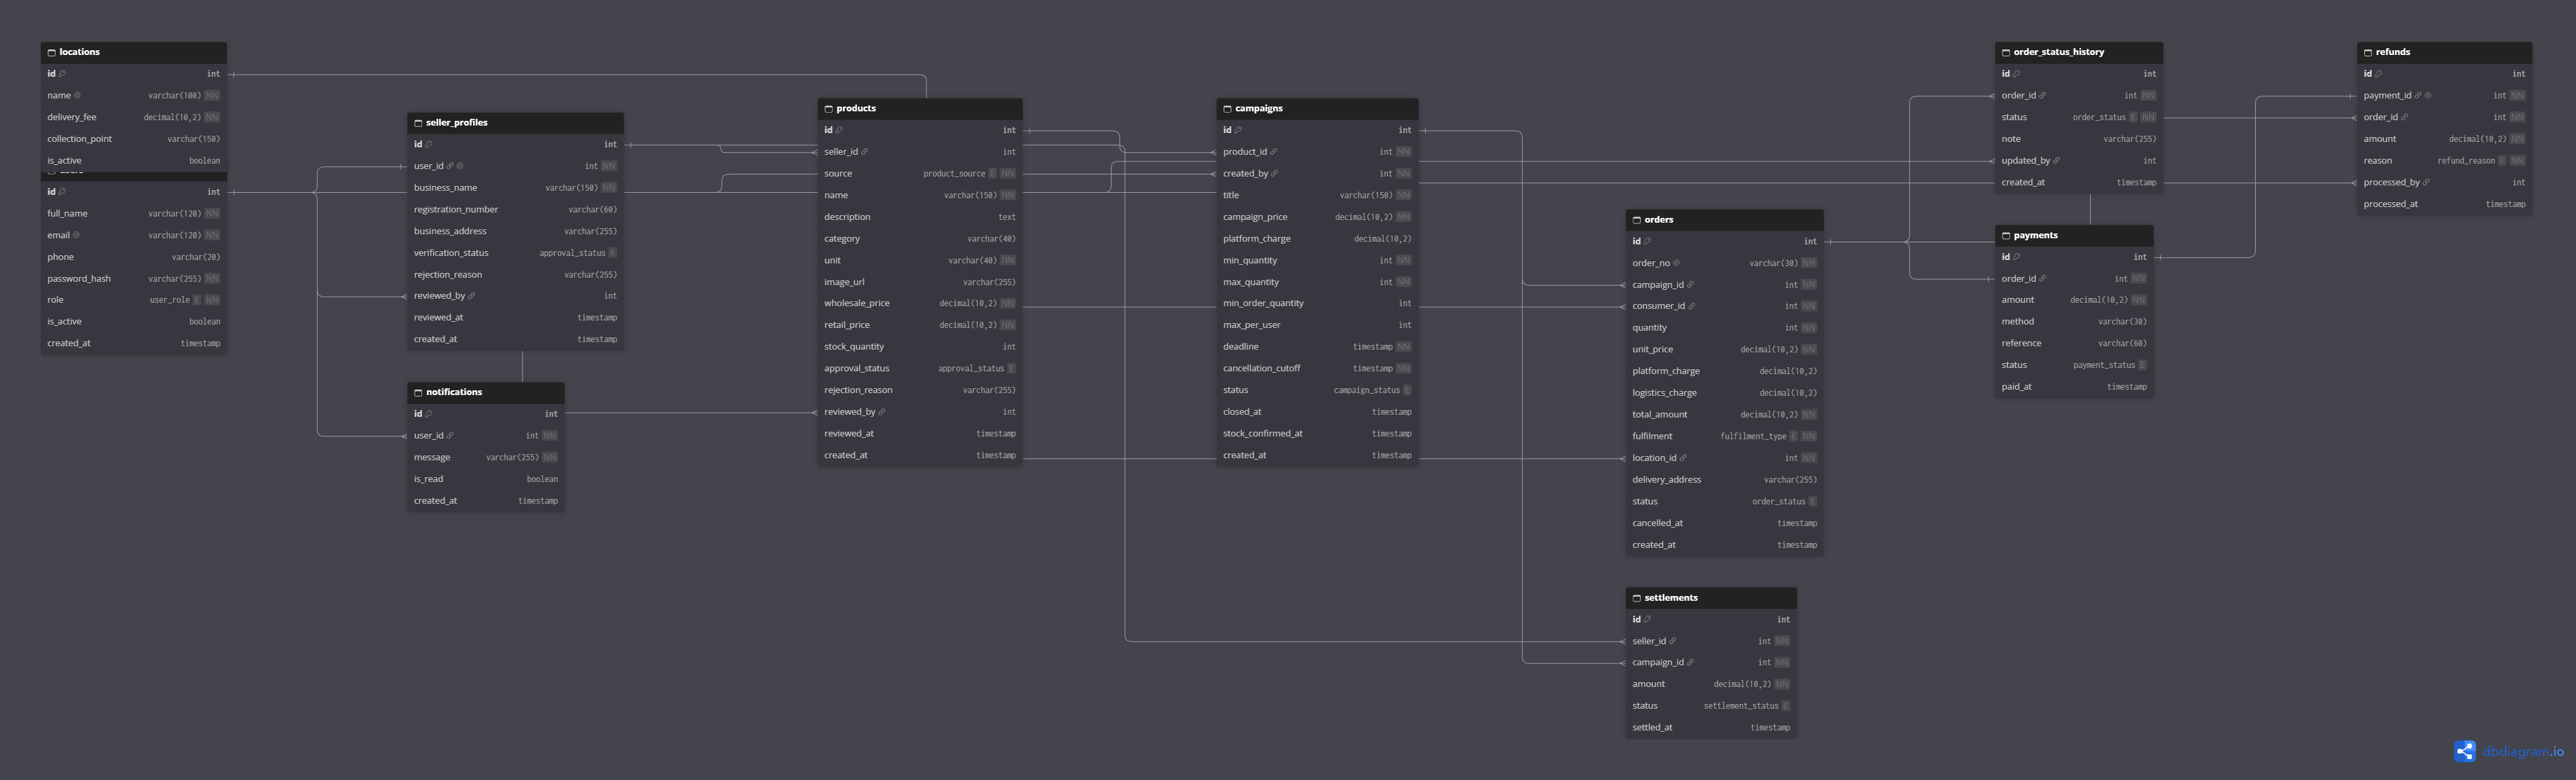 locations
id int
name varchar(100) NN
delivery_fee decimal(10,2) NN
collection_point varchar(150)
is_active boolean
users
id int
full_name varchar(120) NN
email varchar(120) NN
phone varchar(20)
password_hash varchar(255) NN
role user_role E NN
is_active boolean
created_at timestamp
seller_profiles
id int
user_id int NN
business_name varchar(150) NN
registration_number varchar(60)
business_address varchar(255)
verification_status approval_status E
rejection_reason varchar(255)
reviewed_by int
reviewed_at timestamp
created_at timestamp
notifications
id int
user_id int NN
message varchar(255) NN
is_read boolean
created_at timestamp
products
id int
seller_id int
source product_source E NN
name varchar(150) NN
description text
category varchar(40)
unit varchar(40) NN
image_url varchar(255)
wholesale_price decimal(10,2) NN
retail_price decimal(10,2) NN
stock_quantity int
approval_status approval_status E
rejection_reason varchar(255)
reviewed_by int
reviewed_at timestamp
created_at timestamp
campaigns
id int
product_id int NN
created_by int NN
title varchar(150) NN
campaign_price decimal(10,2) NN
platform_charge decimal(10,2)
min_quantity int NN
max_quantity int NN
min_order_quantity int
max_per_user int
deadline timestamp NN
cancellation_cutoff timestamp NN
status campaign_status E
closed_at timestamp
stock_confirmed_at timestamp
created_at timestamp
orders
id int
order_no varchar(30) NN
campaign_id int NN
consumer_id int NN
quantity int NN
unit_price decimal(10,2) NN
platform_charge decimal(10,2)
logistics_charge decimal(10,2)
total_amount decimal(10,2) NN
fulfilment fulfilment_type E NN
location_id int NN
delivery_address varchar(255)
status order_status E
cancelled_at timestamp
created_at timestamp
settlements
id int
seller_id int NN
campaign_id int NN
amount decimal(10,2) NN
status settlement_status E
settled_at timestamp
order_status_history
id int
order_id int NN
status order_status E NN
note varchar(255)
updated_by int
created_at timestamp
payments
id int
order_id int NN
amount decimal(10,2) NN
method varchar(30)
reference varchar(60)
status payment_status E
paid_at timestamp
refunds
id int
payment_id int NN
order_id int NN
amount decimal(10,2) NN
reason refund_reason E NN
processed_by int
processed_at timestamp
dbdiagram.io